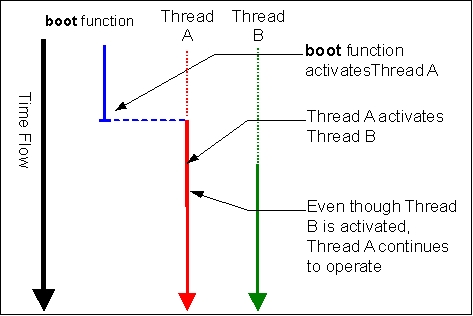 boot function
Thread
A
Thread
B
boot function
activatesThread A
Time Flow
Thread A activates
Thread B
Even though Thread
B is activated,
Thread A continues
to operate